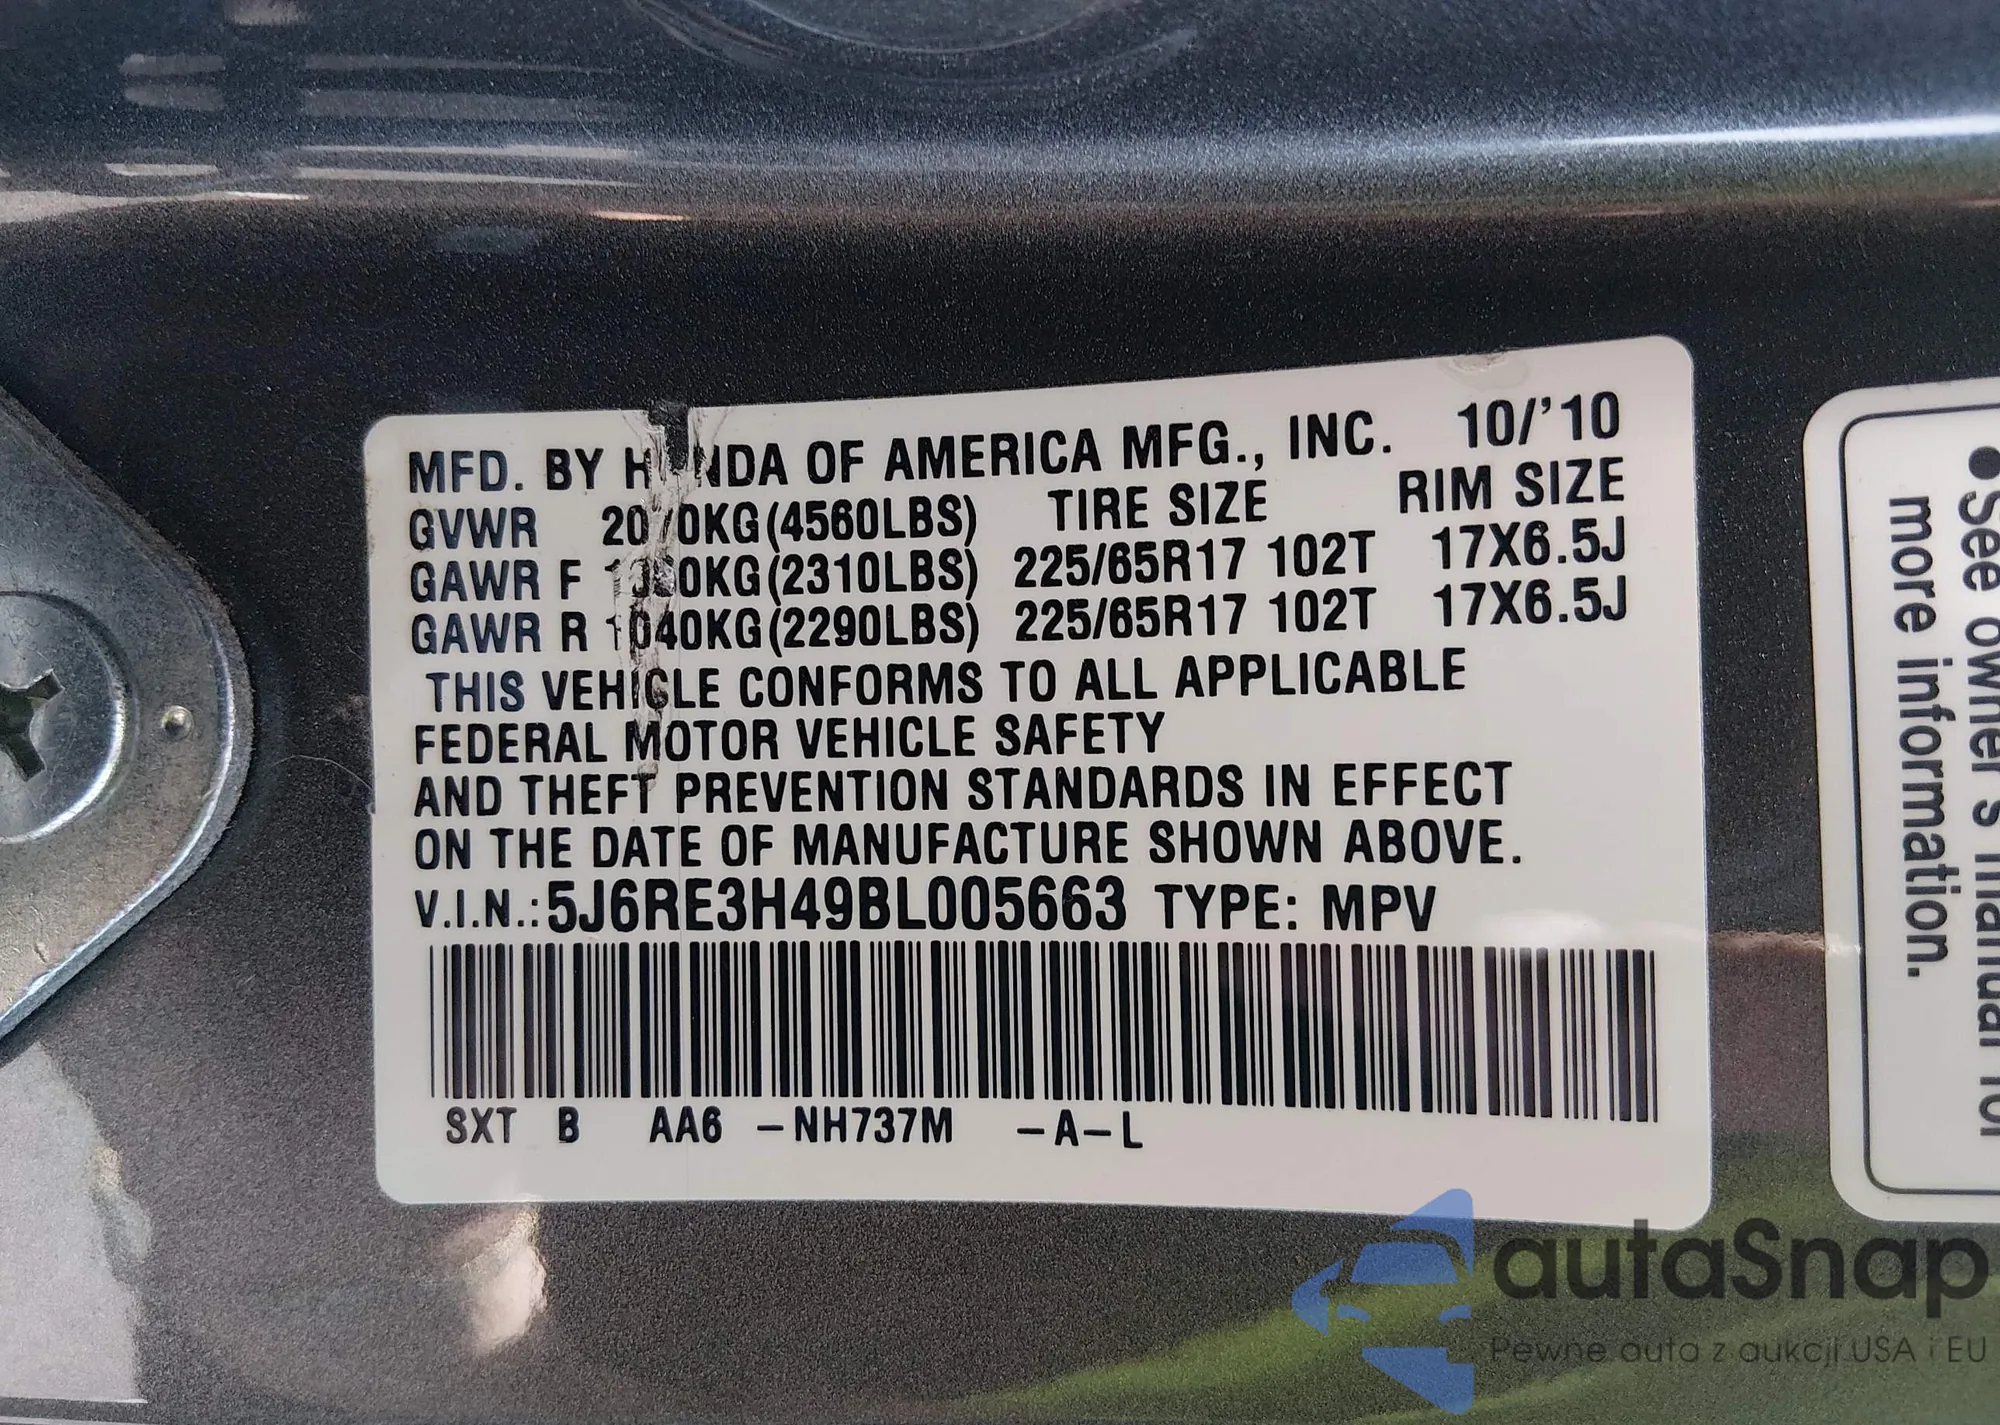 MFD. BY HONDA OF AMERICA MFG., INC. 10/'10
GVWR 2070KG(4560LBS) TIRE SIZE RIM SIZE
GAWR F 1050KG(2310LBS) 225/65R17 102T 17X6.5J
GAWR R 1040KG(2290LBS) 225/65R17 102T 17X6.5J
THIS VEHICLE CONFORMS TO ALL APPLICABLE
FEDERAL MOTOR VEHICLE SAFETY
AND THEFT PREVENTION STANDARDS IN EFFECT
ON THE DATE OF MANUFACTURE SHOWN ABOVE.
V.I.N.: 5J6RE3H49BL005663 TYPE: MPV
SXT B AA6 -NH737M -A-L
●See owner's manual for
more information.
autaSnap
Pewne auta z aukcji USA i EU